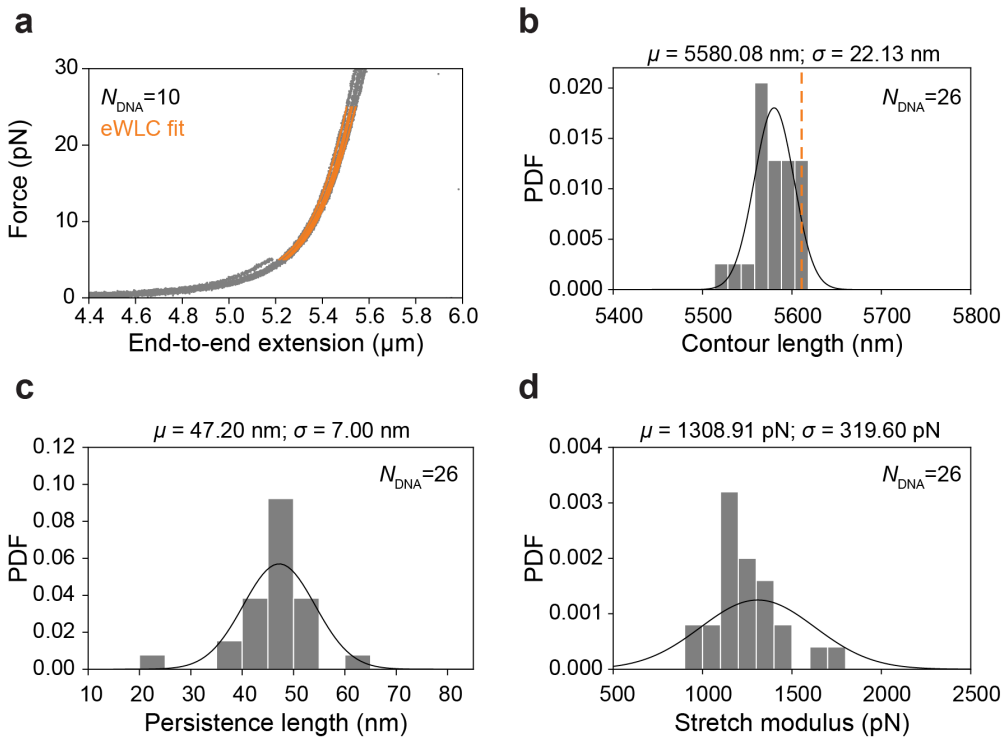 a
30
20
10
0
Force (pN)
N_DNA=10
eWLC fit
4.4 4.6 4.8 5.0 5.2 5.4 5.6 5.8 6.0
End-to-end extension (μm)
b
μ = 5580.08 nm; σ = 22.13 nm
0.020
0.015
0.010
0.005
0.000
PDF
N_DNA=26
5400 5500 5600 5700 5800
Contour length (nm)
c
μ = 47.20 nm; σ = 7.00 nm
0.12
0.10
0.08
0.06
0.04
0.02
0.00
PDF
N_DNA=26
10 20 30 40 50 60 70 80
Persistence length (nm)
d
μ = 1308.91 pN; σ = 319.60 pN
0.004
0.003
0.002
0.001
0.000
PDF
N_DNA=26
500 1000 1500 2000 2500
Stretch modulus (pN)